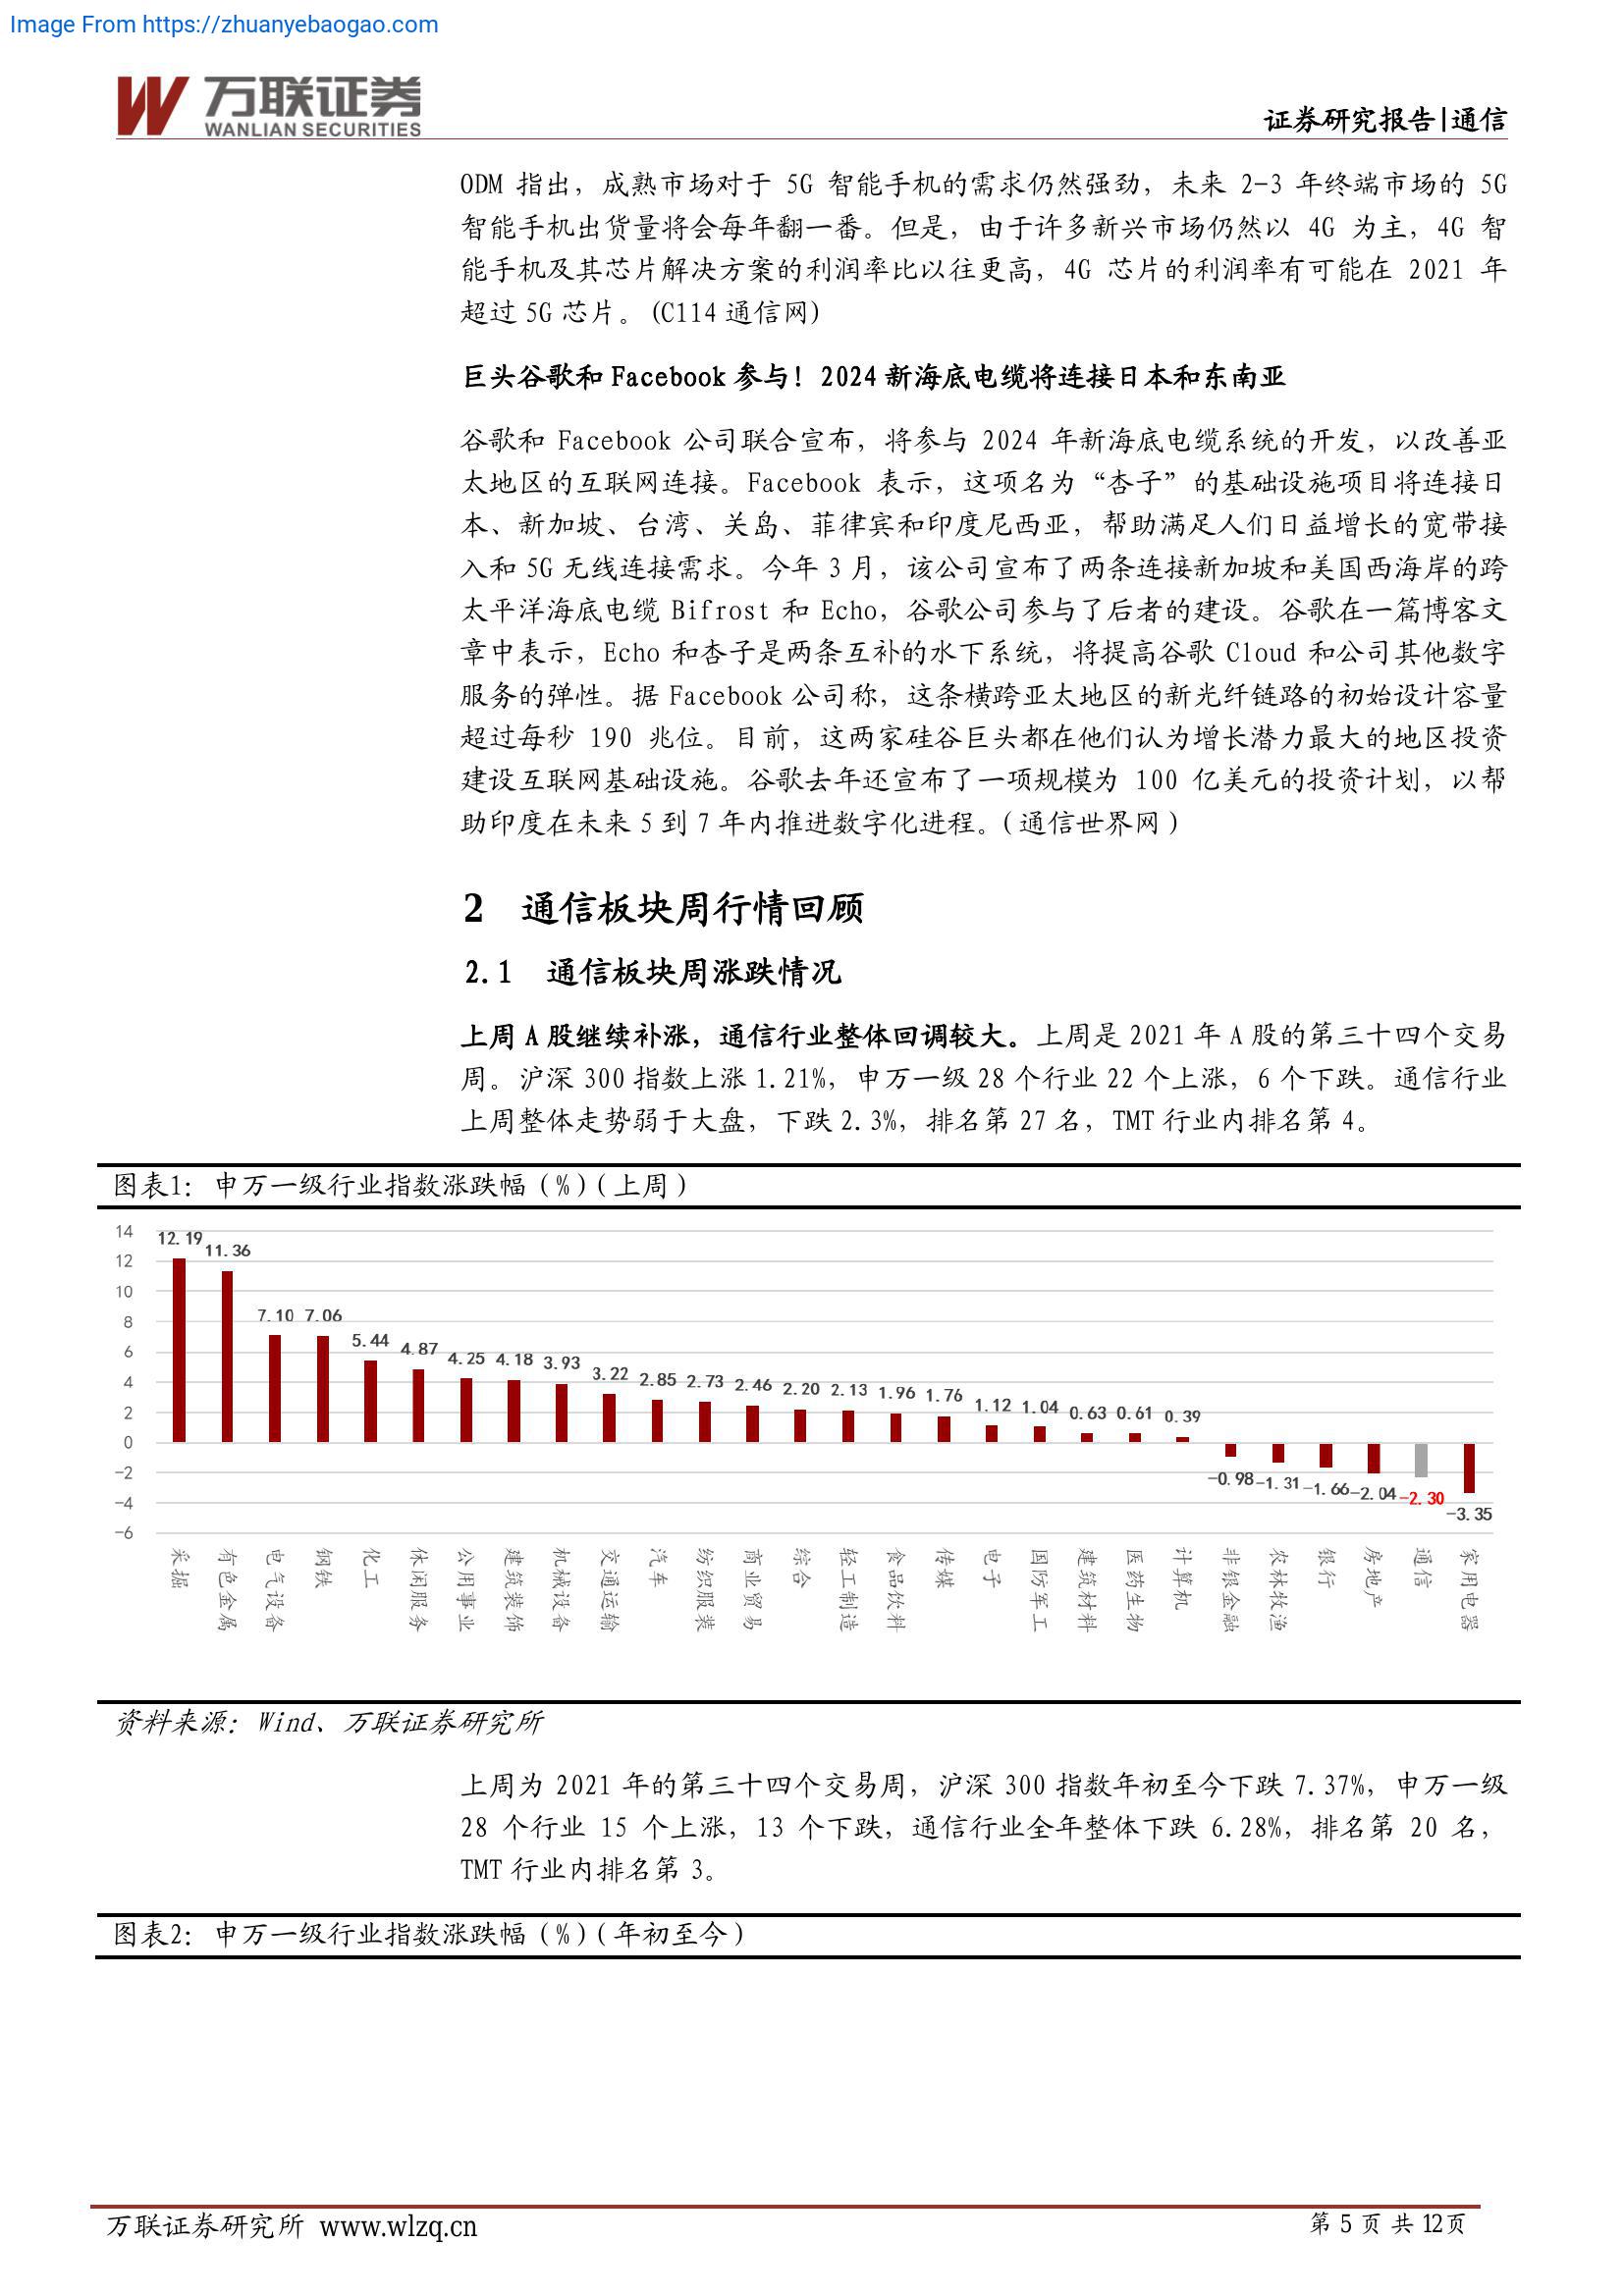 Image From https://zhuanyebaogao.com
万联证券
WANLIAN SECURITIES
证券研究报告|通信
ODM 指出，成熟市场对于 5G 智能手机的需求仍然强劲，未来 2-3 年终端市场的 5G
智能手机出货量将会每年翻一番。但是，由于许多新兴市场仍然以 4G 为主，4G 智
能手机及其芯片解决方案的利润率比以往更高，4G 芯片的利润率有可能在 2021 年
超过 5G 芯片。(C114 通信网)
巨头谷歌和 Facebook 参与！2024 新海底电缆将连接日本和东南亚
谷歌和 Facebook 公司联合宣布，将参与 2024 年新海底电缆系统的开发，以改善亚
太地区的互联网连接。Facebook 表示，这项名为“杏子”的基础设施项目将连接日
本、新加坡、台湾、关岛、菲律宾和印度尼西亚，帮助满足人们日益增长的宽带接
入和 5G 无线连接需求。今年 3 月，该公司宣布了两条连接新加坡和美国西海岸的跨
太平洋海底电缆 Bifrost 和 Echo，谷歌公司参与了后者的建设。谷歌在一篇博客文
章中表示，Echo 和杏子是两条互补的水下系统，将提高谷歌 Cloud 和公司其他数字
服务的弹性。据 Facebook 公司称，这条横跨亚太地区的新光纤链路的初始设计容量
超过每秒 190 兆位。目前，这两家硅谷巨头都在他们认为增长潜力最大的地区投资
建设互联网基础设施。谷歌去年还宣布了一项规模为 100 亿美元的投资计划，以帮
助印度在未来 5 到 7 年内推进数字化进程。(通信世界网)
2 通信板块周行情回顾
2.1 通信板块周涨跌情况
上周 A 股继续补涨，通信行业整体回调较大。上周是 2021 年 A 股的第三十四个交易
周。沪深 300 指数上涨 1.21%，申万一级 28 个行业 22 个上涨，6 个下跌。通信行业
上周整体走势弱于大盘，下跌 2.3%，排名第 27 名，TMT 行业内排名第 4。
图表1：申万一级行业指数涨跌幅（%）（上周）
14
12
10
8
6
4
2
0
-2
-4
-6
12.19 11.36 7.10 7.06 5.44 4.87 4.25 4.18 3.93 3.22 2.85 2.73 2.46 2.20 2.13 1.96 1.76 1.12 1.04 0.63 0.61 0.39 -0.98 -1.31 -1.66 -2.04 -2.30 -3.35
采掘
有色金属
电气设备
钢铁
化工
休闲服务
公用事业
建筑装饰
机械设备
交通运输
汽车
纺织服装
商业贸易
综合
轻工制造
食品饮料
传媒
电子
国防军工
建筑材料
医药生物
计算机
非银金融
农林牧渔
银行
房地产
通信
家用电器
资料来源：Wind、万联证券研究所
上周为 2021 年的第三十四个交易周，沪深 300 指数年初至今下跌 7.37%，申万一级
28 个行业 15 个上涨，13 个下跌，通信行业全年整体下跌 6.28%，排名第 20 名，
TMT 行业内排名第 3。
图表2：申万一级行业指数涨跌幅（%）（年初至今）
万联证券研究所 www.wlzq.cn
第 5 页 共 12 页